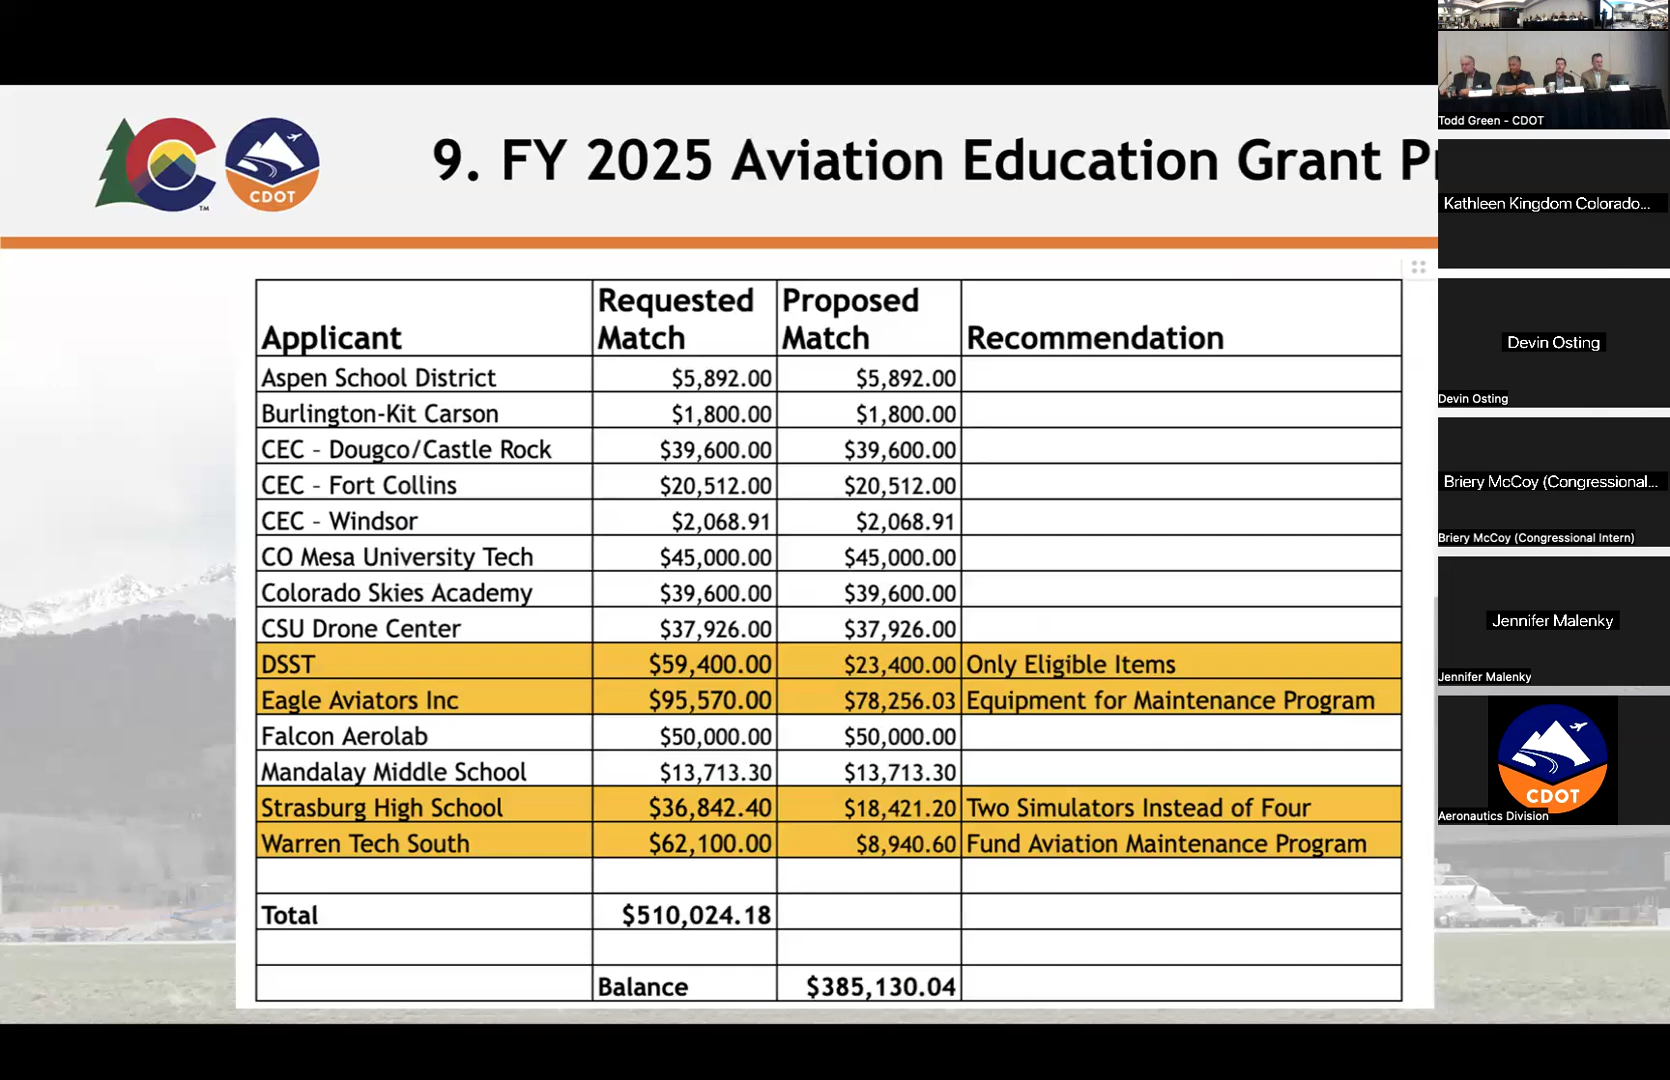 Todd Green - CDOT
Kathleen Kingdom Colorado...
Devin Osting
Devin Osting
Briery McCoy (Congressional...
Briery McCoy (Congressional Intern)
Jennifer Malenky
Jennifer Malenky
CDOT
Aeronautics Division
C
TM
CDOT
9. FY 2025 Aviation Education Grant Pr
Applicant Requested Match Proposed Match Recommendation
Aspen School District $5,892.00 $5,892.00
Burlington-Kit Carson $1,800.00 $1,800.00
CEC - Dougco/Castle Rock $39,600.00 $39,600.00
CEC - Fort Collins $20,512.00 $20,512.00
CEC - Windsor $2,068.91 $2,068.91
CO Mesa University Tech $45,000.00 $45,000.00
Colorado Skies Academy $39,600.00 $39,600.00
CSU Drone Center $37,926.00 $37,926.00
DSST $59,400.00 $23,400.00 Only Eligible Items
Eagle Aviators Inc $95,570.00 $78,256.03 Equipment for Maintenance Program
Falcon Aerolab $50,000.00 $50,000.00
Mandalay Middle School $13,713.30 $13,713.30
Strasburg High School $36,842.40 $18,421.20 Two Simulators Instead of Four
Warren Tech South $62,100.00 $8,940.60 Fund Aviation Maintenance Program
Total $510,024.18
Balance $385,130.04